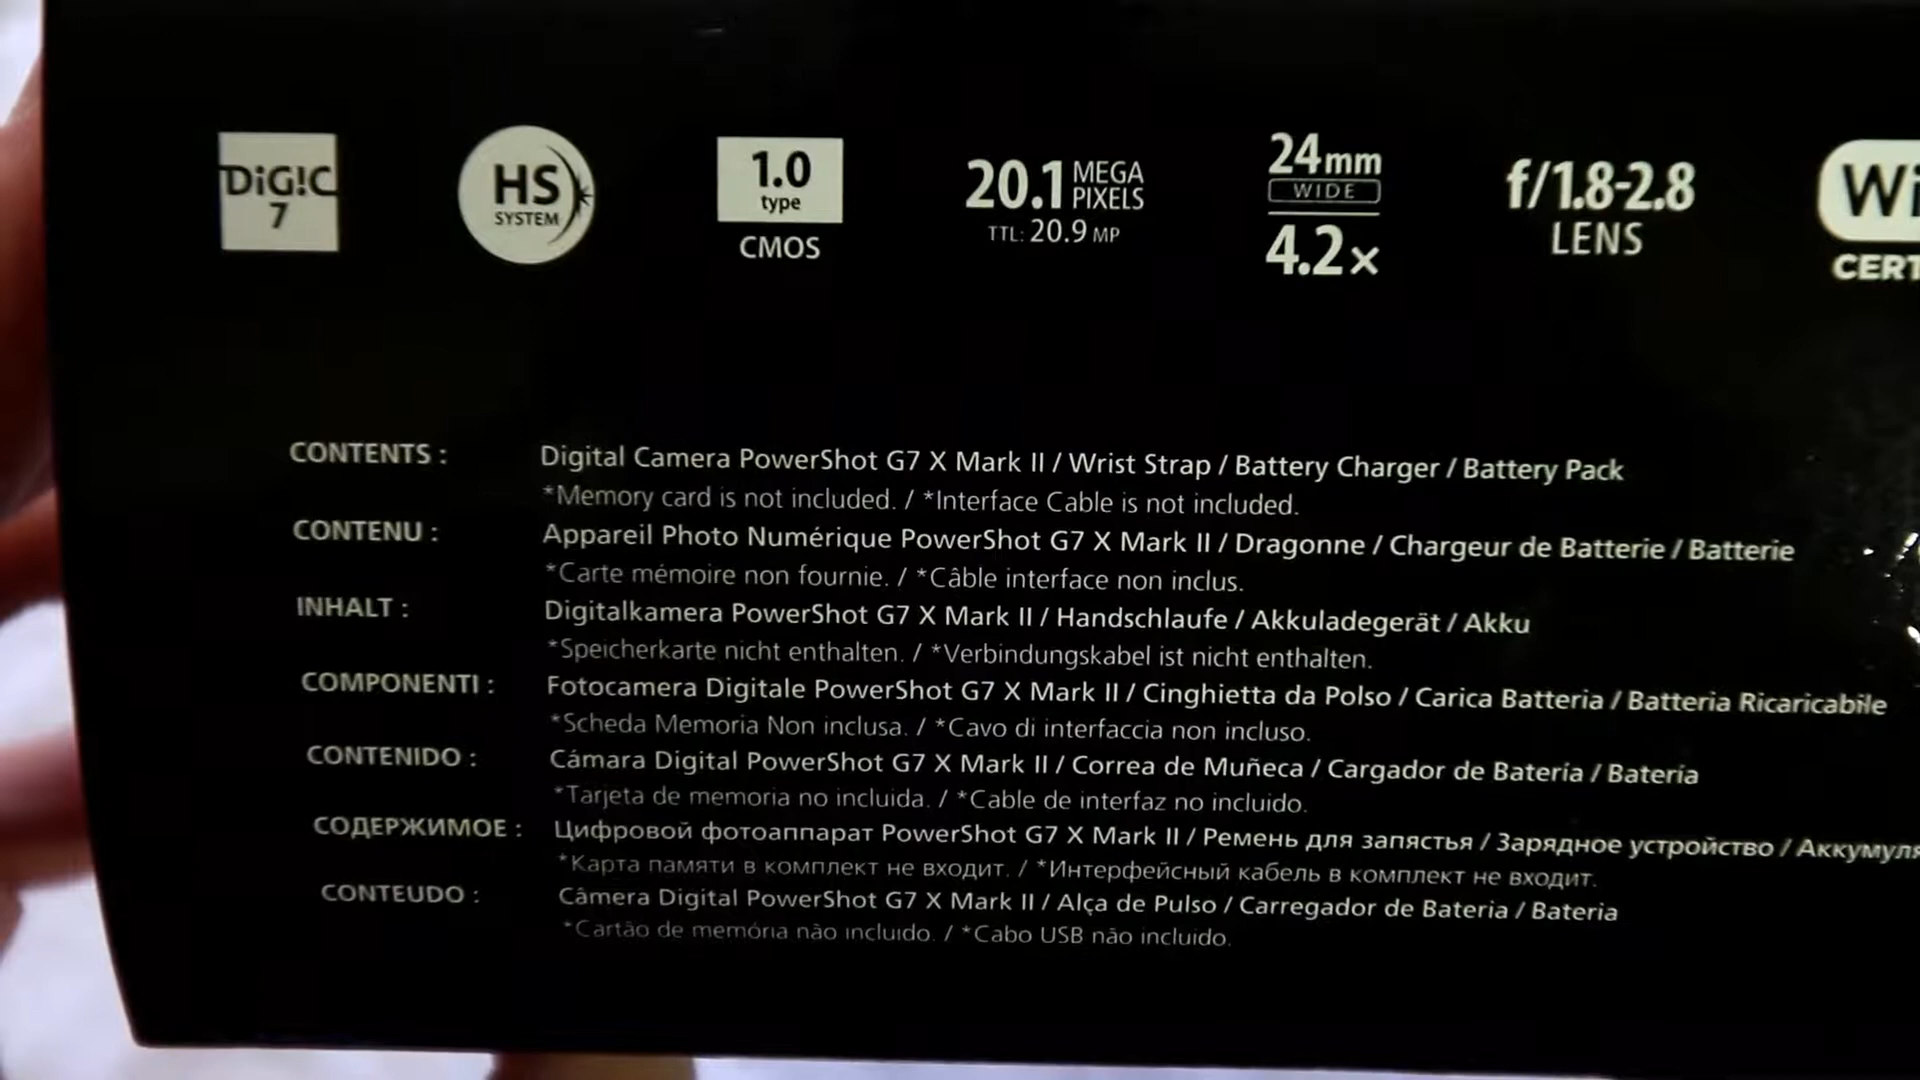 DiG!C 7
HS SYSTEM
1.0 type
CMOS
20.1 MEGA PIXELS
TTL: 20.9 MP
24mm
WIDE
4.2x
f/1.8-2.8
LENS
CONTENTS : Digital Camera PowerShot G7 X Mark II / Wrist Strap / Battery Charger / Battery Pack
*Memory card is not included. / *Interface Cable is not included.
CONTENU : Appareil Photo Numérique PowerShot G7 X Mark II / Dragonne / Chargeur de Batterie / Batterie
*Carte mémoire non fournie. / *Câble interface non inclus.
INHALT : Digitalkamera PowerShot G7 X Mark II / Handschlaufe / Akkuladegerät / Akku
*Speicherkarte nicht enthalten. / *Verbindungskabel ist nicht enthalten.
COMPONENTI : Fotocamera Digitale PowerShot G7 X Mark II / Cinghietta da Polso / Carica Batteria / Batteria Ricaricabile
*Scheda Memoria Non inclusa. / *Cavo di interfaccia non incluso.
CONTENIDO : Cámara Digital PowerShot G7 X Mark II / Correa de Muñeca / Cargador de Batería / Batería
*Tarjeta de memoria no incluida. / *Cable de interfaz no incluido.
СОДЕРЖИМОЕ : Цифровой фотоаппарат PowerShot G7 X Mark II / Ремень для запястья / Зарядное устройство /
*Карта памяти в комплект не входит. / *Интерфейсный кабель в комплект не входит.
CONTEUDO : Câmera Digital PowerShot G7 X Mark II / Alça de Pulso / Carregador de Bateria / Bateria
*Cartão de memória não incluido. / *Cabo USB não incluido.